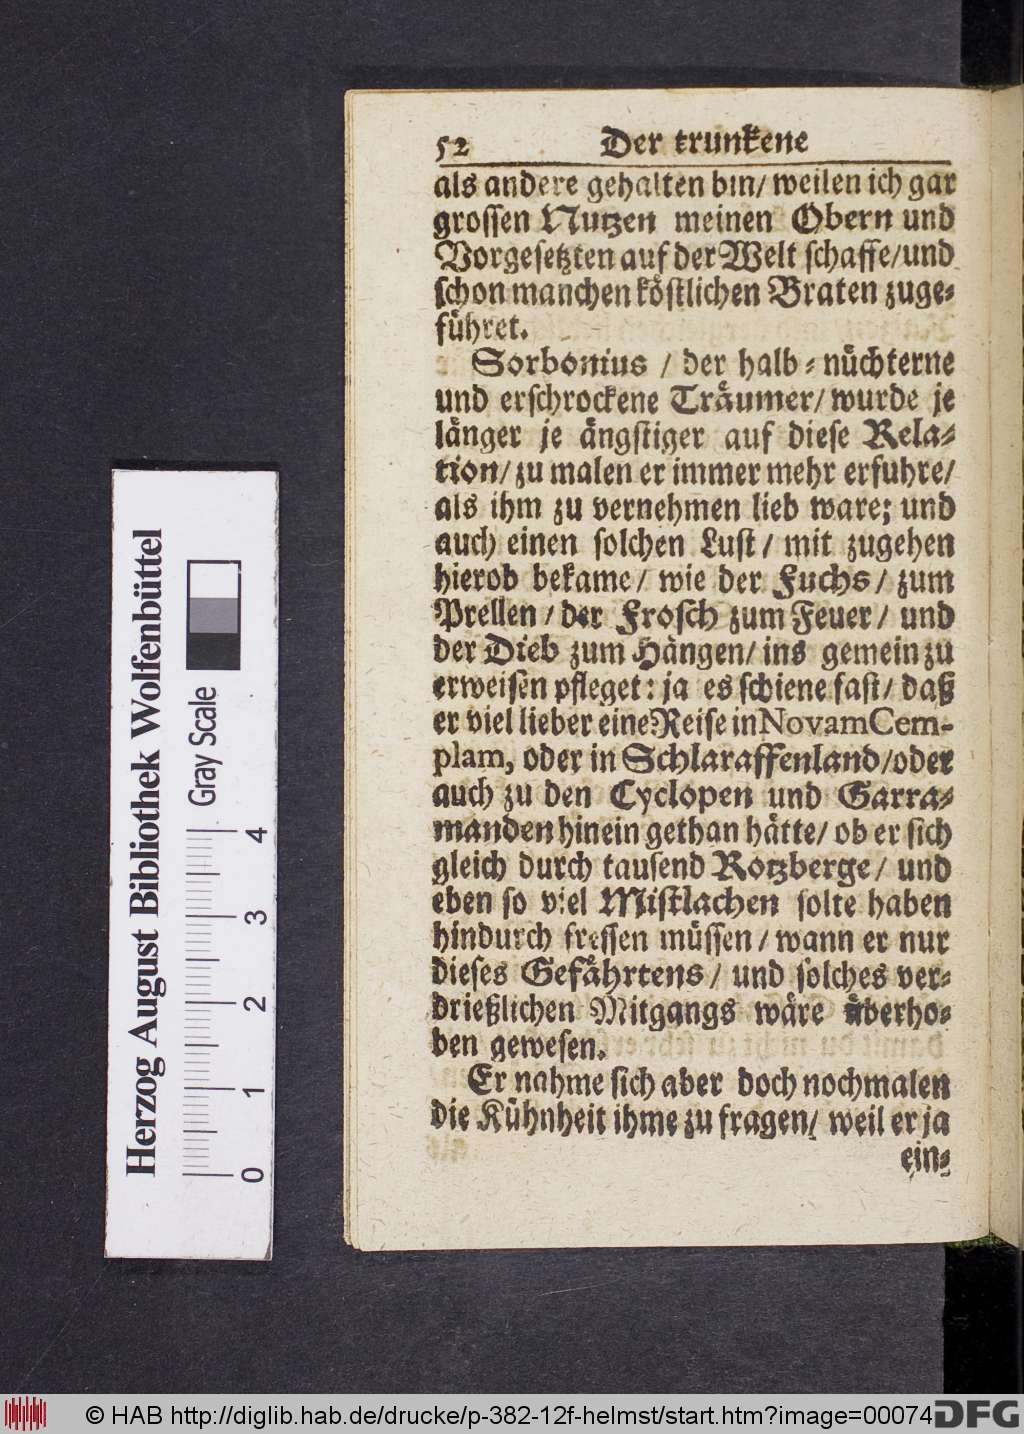 52 Der trunkene
als andere gehalten bin/ weilen ich gar
grossen Nutzen meinen Obern und
Vorgesetzten auf der Welt schaffe/und
schon manchen köstlichen Braten zuge-
führet.
Sorbonius / der halb-nüchterne
und erschrockene Träumer/ wurde je
länger je ängstiger auf diese Rela-
tion/ zu malen er immer mehr erfuhre/
als ihm zu vernehmen lieb ware; und
auch einen solchen Lust / mit zugehen
hierob bekame/ wie der Fuchs / zum
Prellen / der Frosch zum Feuer / und
der Dieb zum Hängen/ ins gemein zu
erweisen pfleget: ja es schiene fast/ daß
er viel lieber eine Reise in Novam Cem-
plam, oder in Schlaraffenland/oder
auch zu den Cyclopen und Garra-
manden hinein gethan hätte/ ob er sich
gleich durch tausend Rotzberge/ und
eben so viel Mistlachen solte haben
hindurch fressen müssen/ wann er nur
dieses Gefährtens/ und solches ver-
drießlichen Mitgangs wäre überho-
ben gewesen.
Er nahme sich aber doch nochmalen
die Kühnheit ihme zu fragen/ weil er ja
ein-
Herzog August Bibliothek Wolfenbüttel
Gray Scale
0 1 2 3 4
© HAB http://diglib.hab.de/drucke/p-382-12f-helmst/start.htm?image=00074
DFG